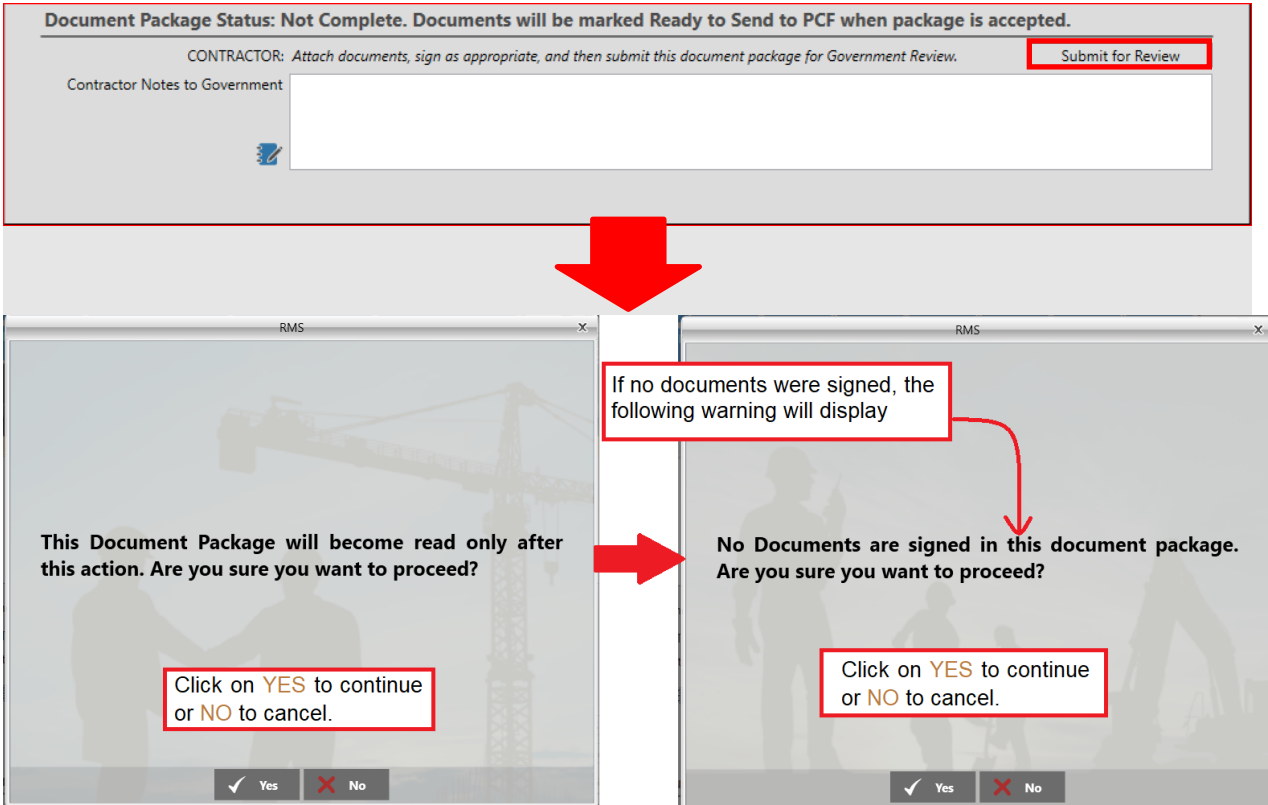 Document Package Status: Not Complete. Documents will be marked Ready to Send to PCF when package is accepted.
CONTRACTOR: Attach documents, sign as appropriate, and then submit this document package for Government Review.
Submit for Review
Contractor Notes to Government
RMS
x
This Document Package will become read only after
this action. Are you sure you want to proceed?
Click on YES to continue
or NO to cancel.
Yes
No
RMS
x
If no documents were signed, the
following warning will display
No Documents are signed in this document package.
Are you sure you want to proceed?
Click on YES to continue
or NO to cancel.
Yes
No